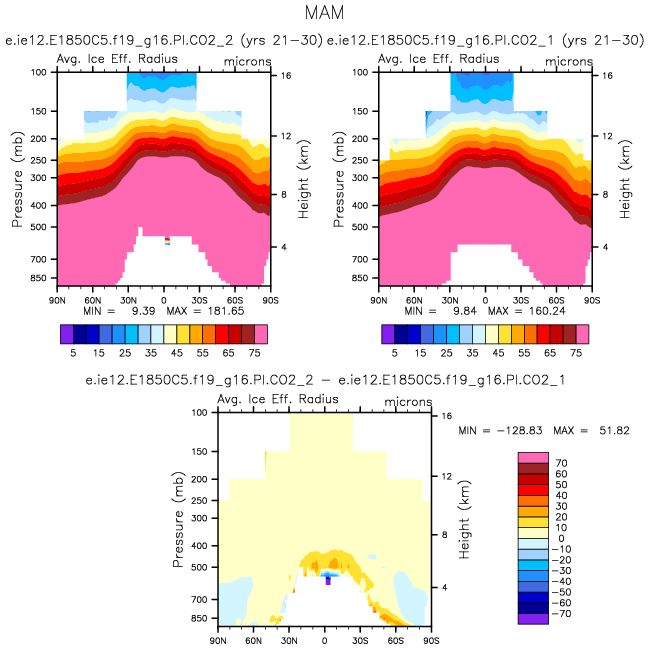 MAM
e.ie12.E1850C5.f19_g16.PI.CO2_2 (yrs 21-30) e.ie12.E1850C5.f19_g16.PI.CO2_1 (yrs 21-30)
Avg. Ice Eff. Radius microns
Avg. Ice Eff. Radius microns
Pressure (mb)
100
150
200
250
300
400
500
700
850
16
12
8
4
Height (km)
90N 60N 30N 0 30S 60S 90S
MIN = 9.39 MAX = 181.65
5 15 25 35 45 55 65 75
Pressure (mb)
100
150
200
250
300
400
500
700
850
16
12
8
4
Height (km)
90N 60N 30N 0 30S 60S 90S
MIN = 9.84 MAX = 160.24
5 15 25 35 45 55 65 75
e.ie12.E1850C5.f19_g16.PI.CO2_2 - e.ie12.E1850C5.f19_g16.PI.CO2_1
Avg. Ice Eff. Radius microns
Pressure (mb)
100
150
200
250
300
400
500
700
850
16
12
8
4
Height (km)
90N 60N 30N 0 30S 60S 90S
MIN = -128.83 MAX = 51.82
70
60
50
40
30
20
10
0
-10
-20
-30
-40
-50
-60
-70